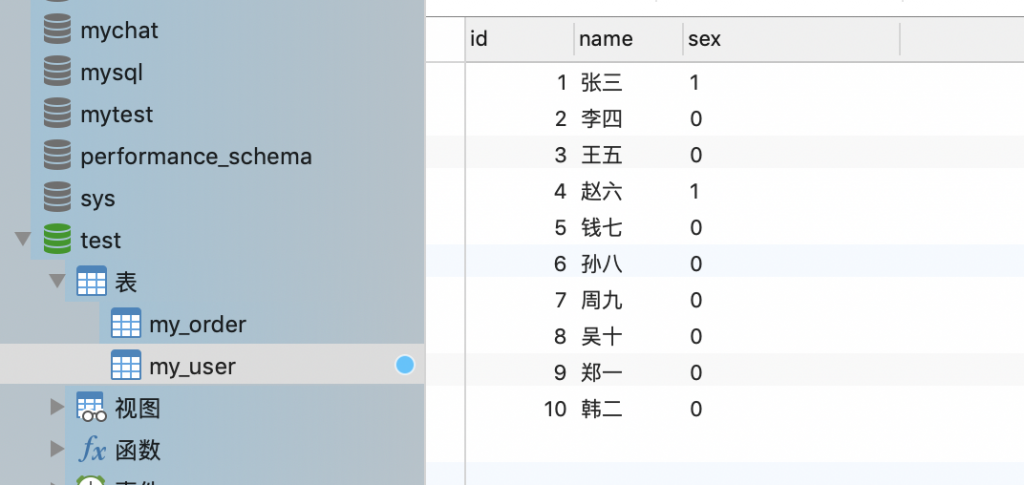 mychat
mysql
mytest
performance_schema
sys
test
表
my_order
my_user
视图
fx 函数
id name sex
1 张三 1
2 李四 0
3 王五 0
4 赵六 1
5 钱七 0
6 孙八 0
7 周九 0
8 吴十 0
9 郑一 0
10 韩二 0